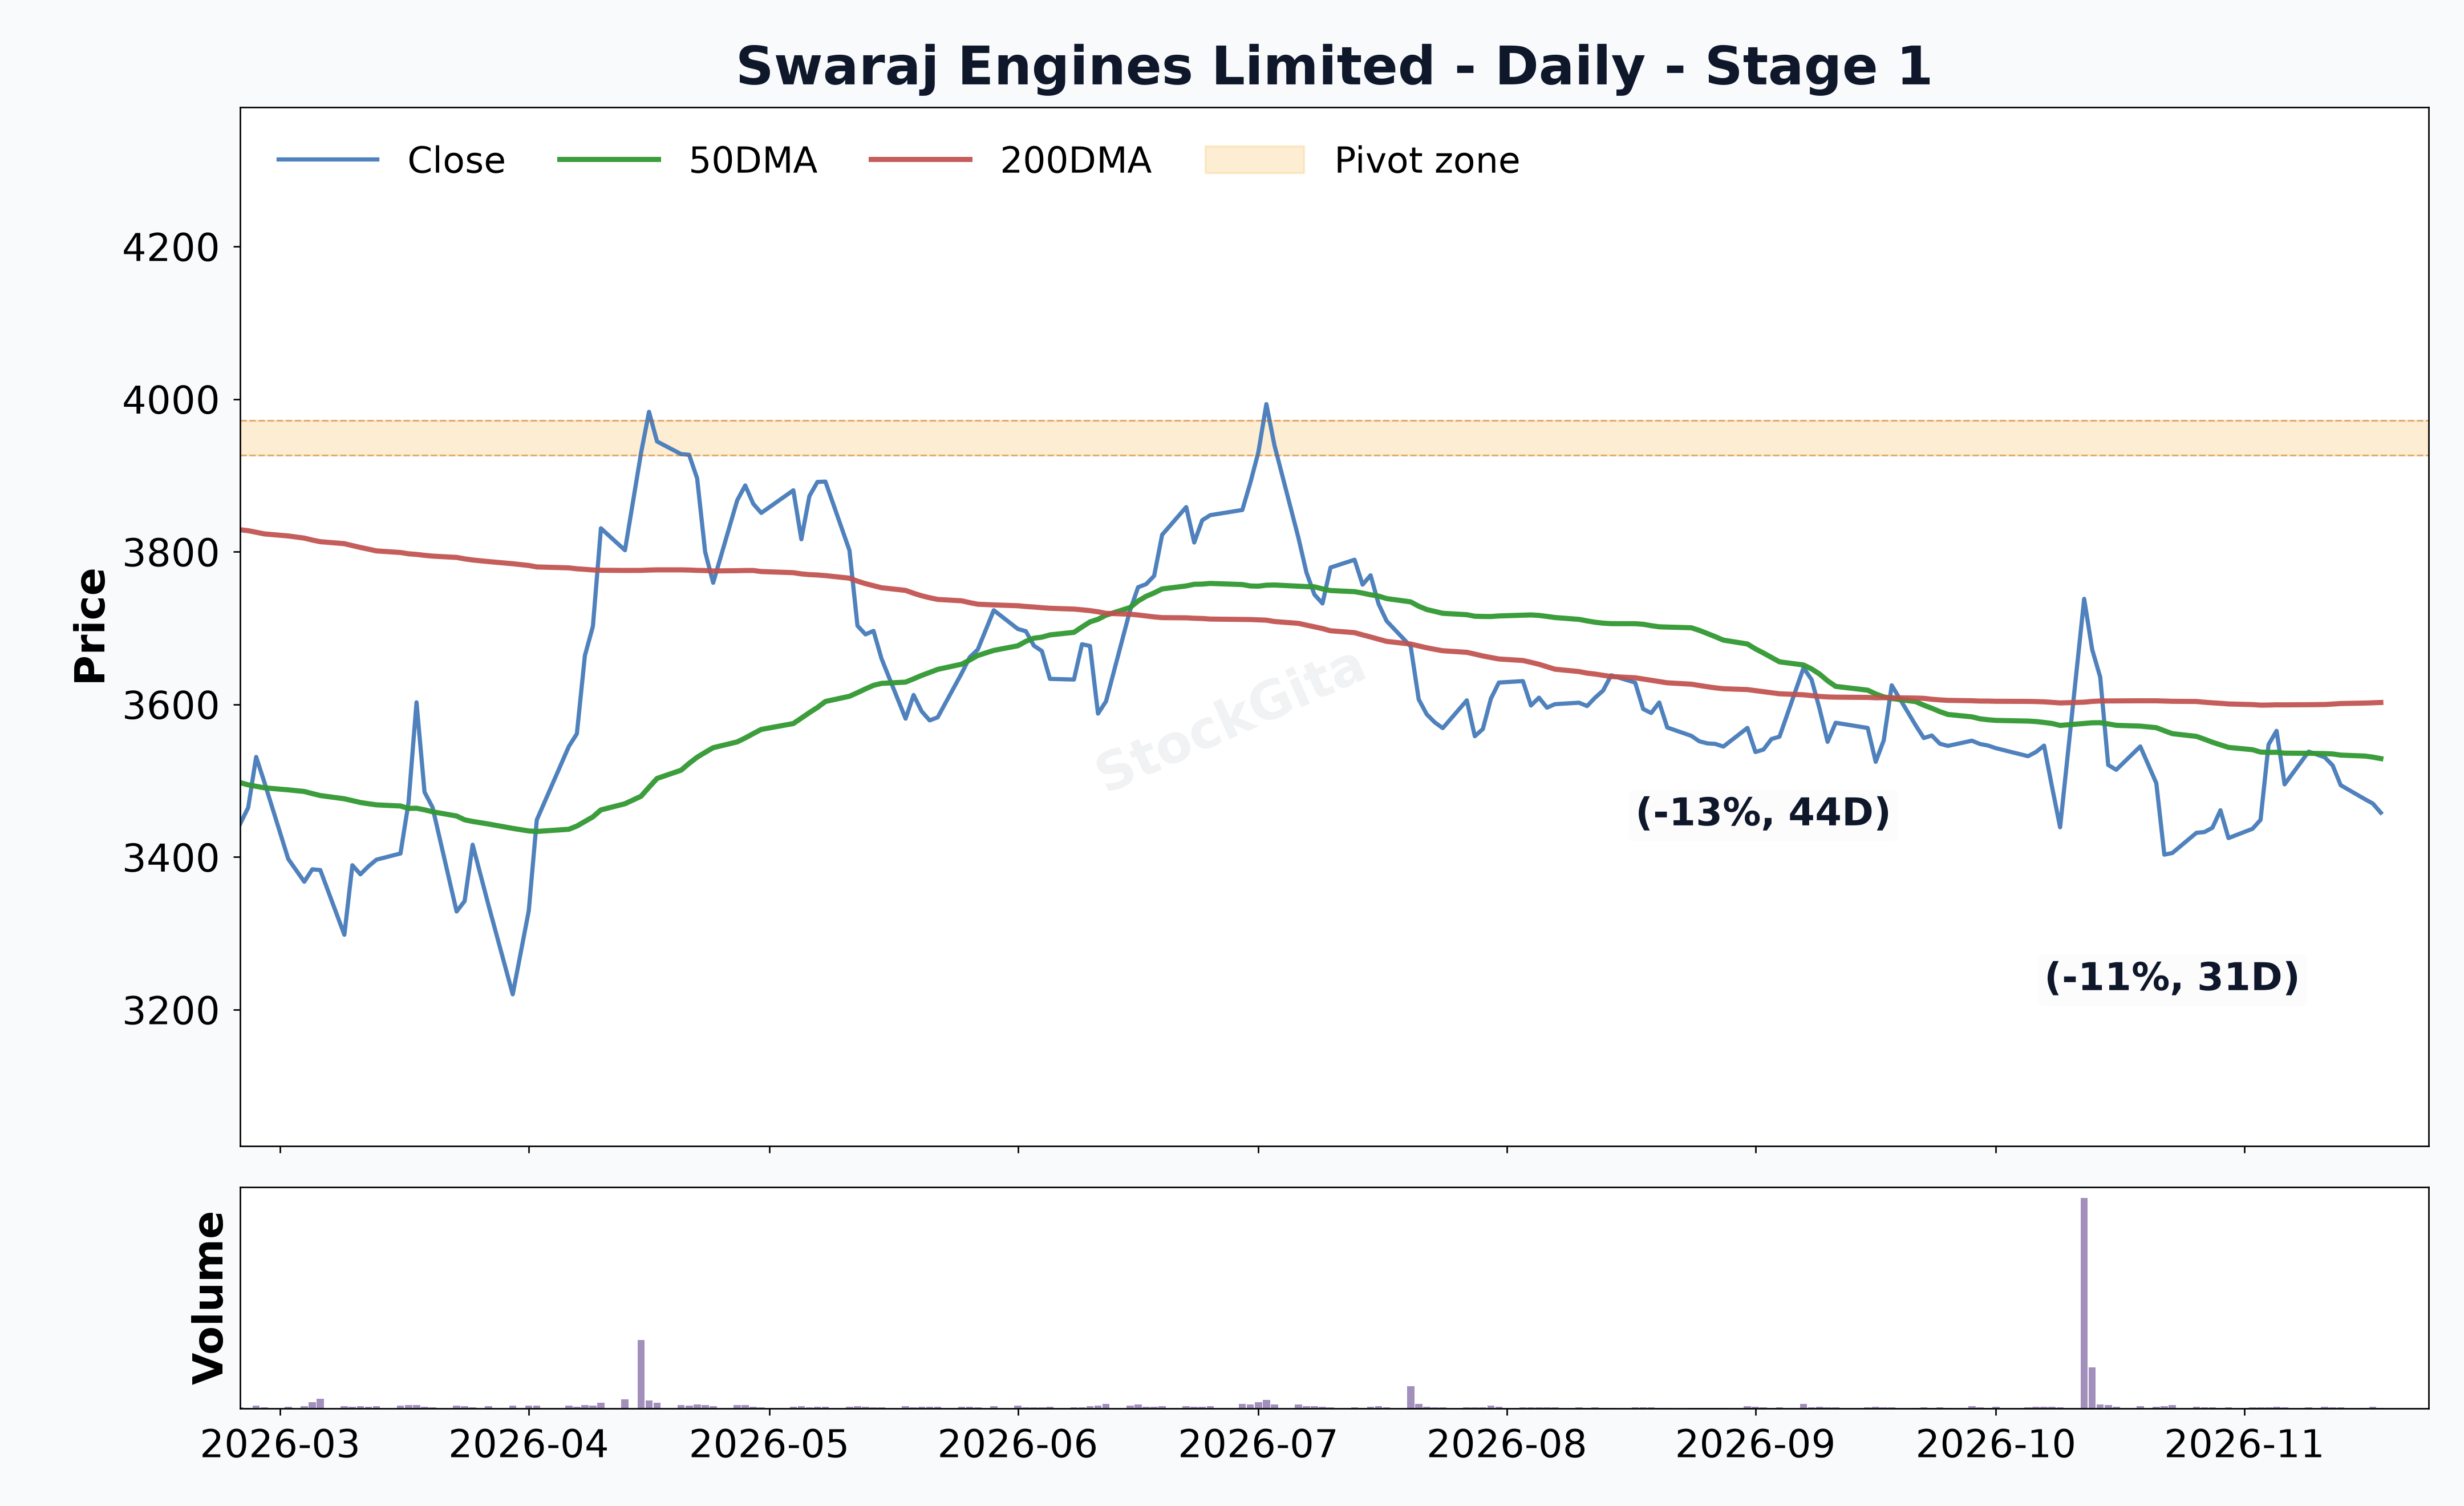 Swaraj Engines Limited - Daily - Stage 1
Close 50DMA 200DMA Pivot zone
4200
4000
3800
3600
3400
3200
Price
StockGita
(-13%, 44D)
(-11%, 31D)
Volume
2026-03 2026-04 2026-05 2026-06 2026-07 2026-08 2026-09 2026-10 2026-11